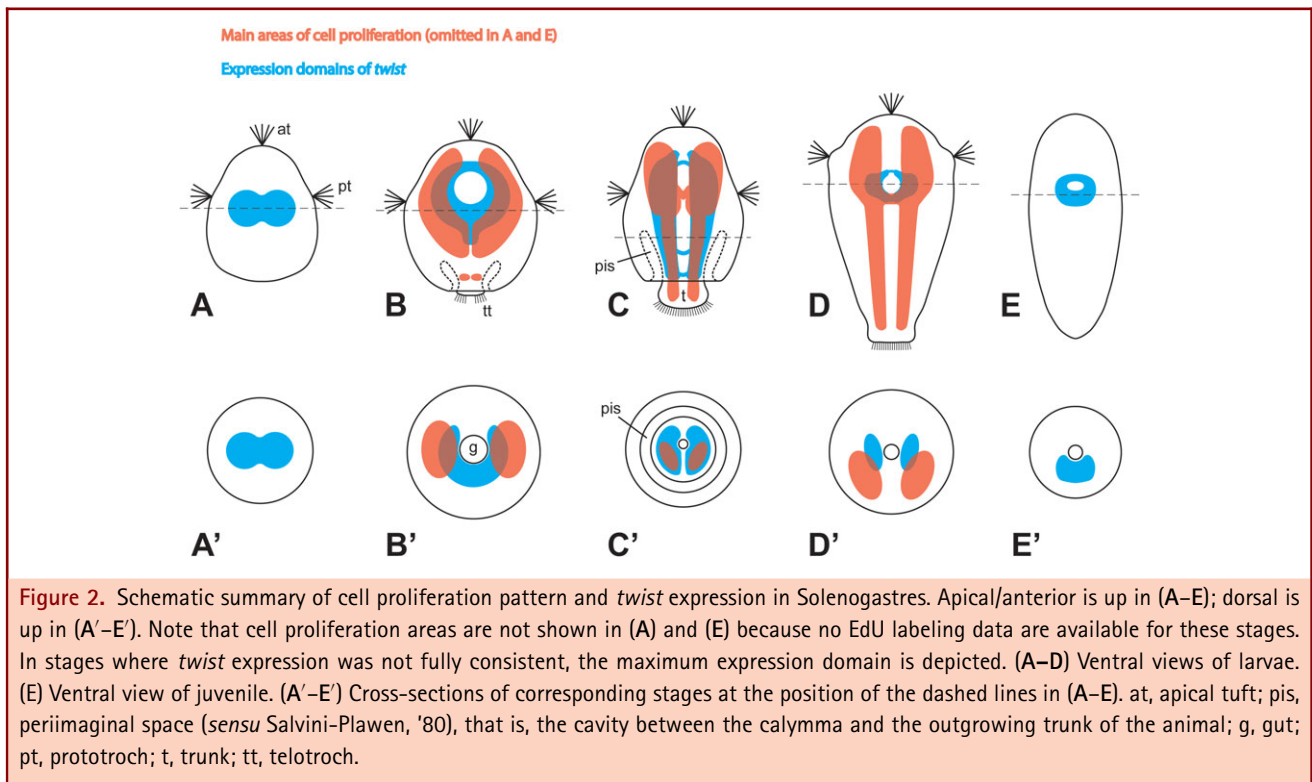 Main areas of cell proliferation (omitted in A and E)
Expression domains of twist
at
pt
pis
tt
t
A
B
C
D
E
g
pis
A'
B'
C'
D'
E'
Figure 2. Schematic summary of cell proliferation pattern and twist expression in Solenogastres. Apical/anterior is up in (A–E); dorsal is
up in (A′–E′). Note that cell proliferation areas are not shown in (A) and (E) because no EdU labeling data are available for these stages.
In stages where twist expression was not fully consistent, the maximum expression domain is depicted. (A–D) Ventral views of larvae.
(E) Ventral view of juvenile. (A′–E′) Cross-sections of corresponding stages at the position of the dashed lines in (A–E). at, apical tuft; pis,
periimaginal space (sensu Salvini-Plawen, '80), that is, the cavity between the calymma and the outgrowing trunk of the animal; g, gut;
pt, prototroch; t, trunk; tt, telotroch.